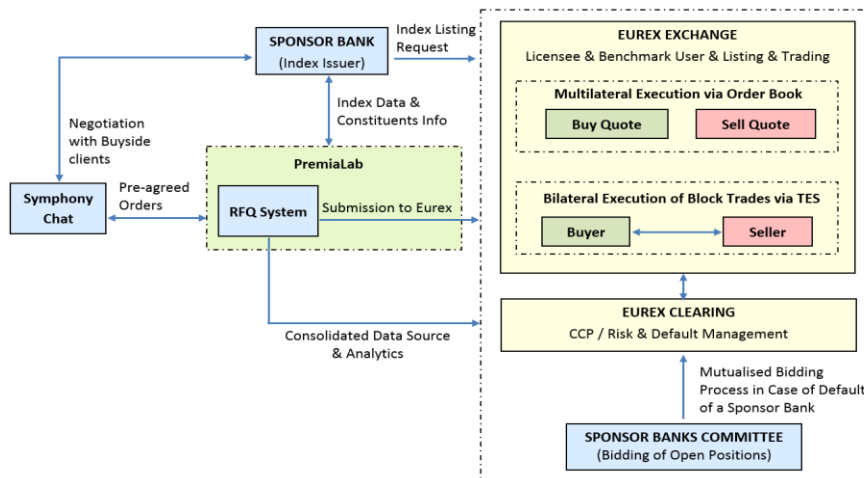 SPONSOR BANK
(Index Issuer)
Index Listing
Request
EUREX EXCHANGE
Licensee & Benchmark User & Listing & Trading
Multilateral Execution via Order Book
Buy Quote
Sell Quote
Index Data &
Constituents Info
Negotiation
with Buyside
clients
PremiaLab
Symphony
Chat
Pre-agreed
Orders
RFQ System
Submission to Eurex
Bilateral Execution of Block Trades via TES
Buyer
Seller
EUREX CLEARING
CCP / Risk & Default Management
Consolidated Data Source
& Analytics
Mutualised Bidding
Process in Case of Default
of a Sponsor Bank
SPONSOR BANKS COMMITTEE
(Bidding of Open Positions)